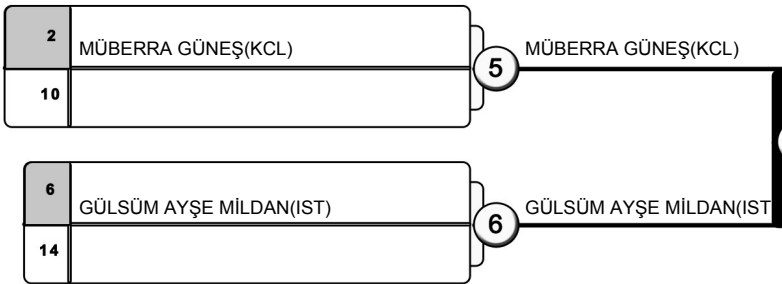 2
MÜBERRA GÜNEŞ(KCL)
10
5
MÜBERRA GÜNEŞ(KCL)
6
GÜLSÜM AYŞE MİLDAN(IST)
14
6
GÜLSÜM AYŞE MİLDAN(IST